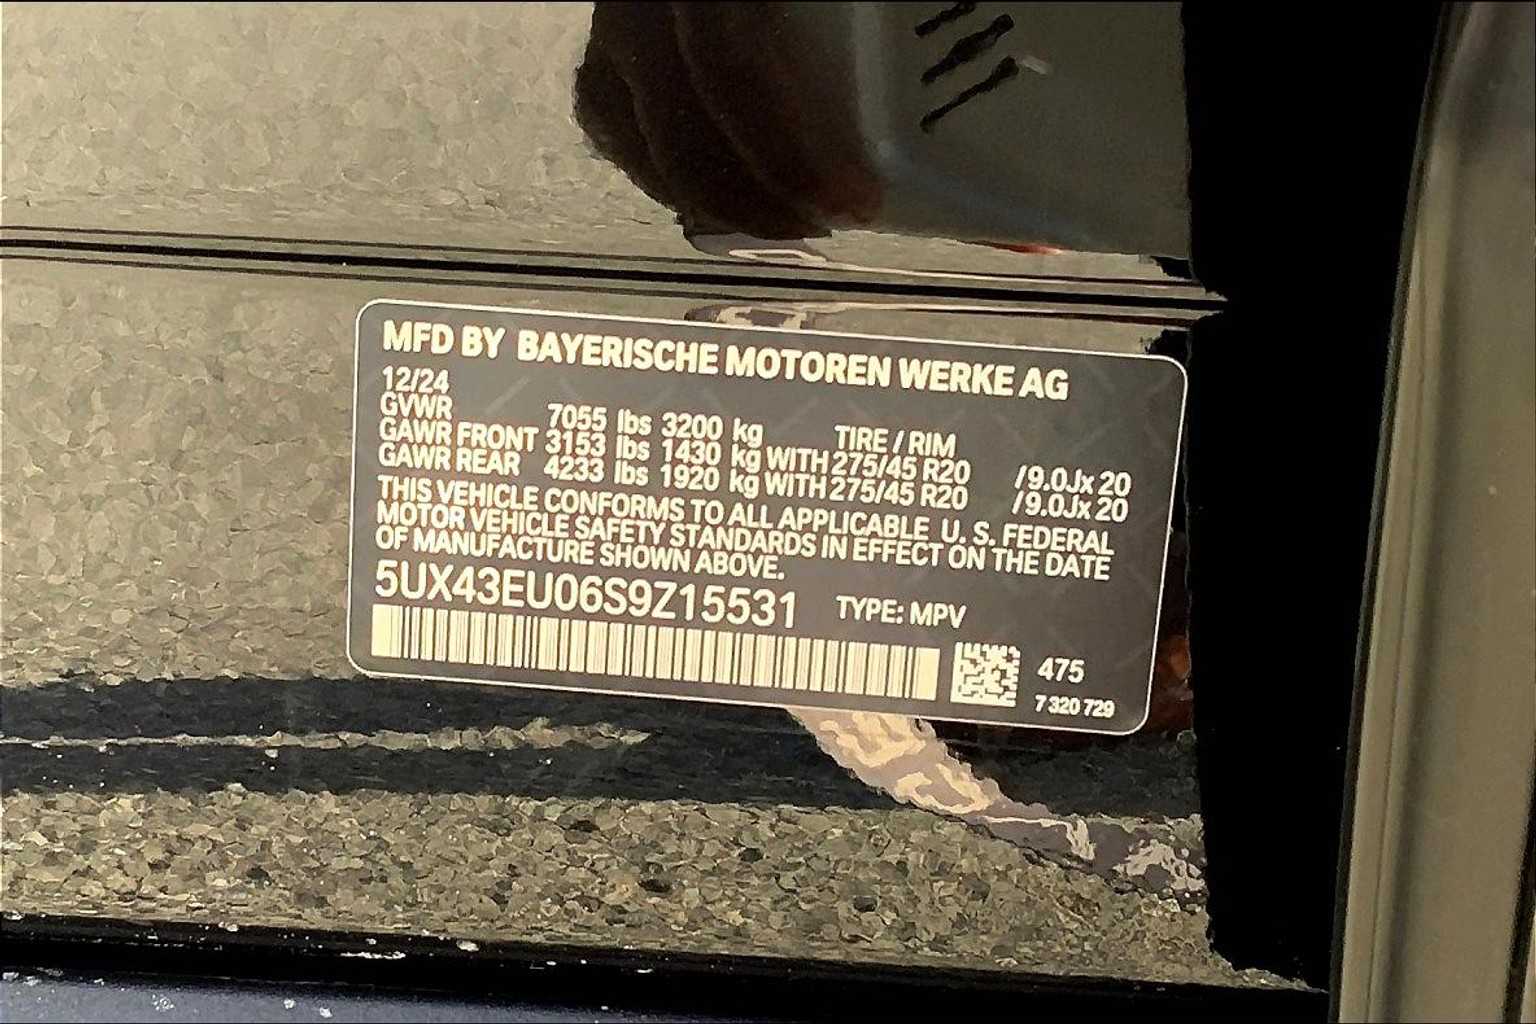 MFD BY BAYERISCHE MOTOREN WERKE AG
12/24
GVWR 7055 lbs 3200 kg TIRE / RIM
GAWR FRONT 3153 lbs 1430 kg WITH 275/45 R20 /9.0Jx 20
GAWR REAR 4233 lbs 1920 kg WITH 275/45 R20 /9.0Jx 20
THIS VEHICLE CONFORMS TO ALL APPLICABLE U. S. FEDERAL
MOTOR VEHICLE SAFETY STANDARDS IN EFFECT ON THE DATE
OF MANUFACTURE SHOWN ABOVE.
5UX43EU06S9Z15531 TYPE: MPV
475
7 320 729